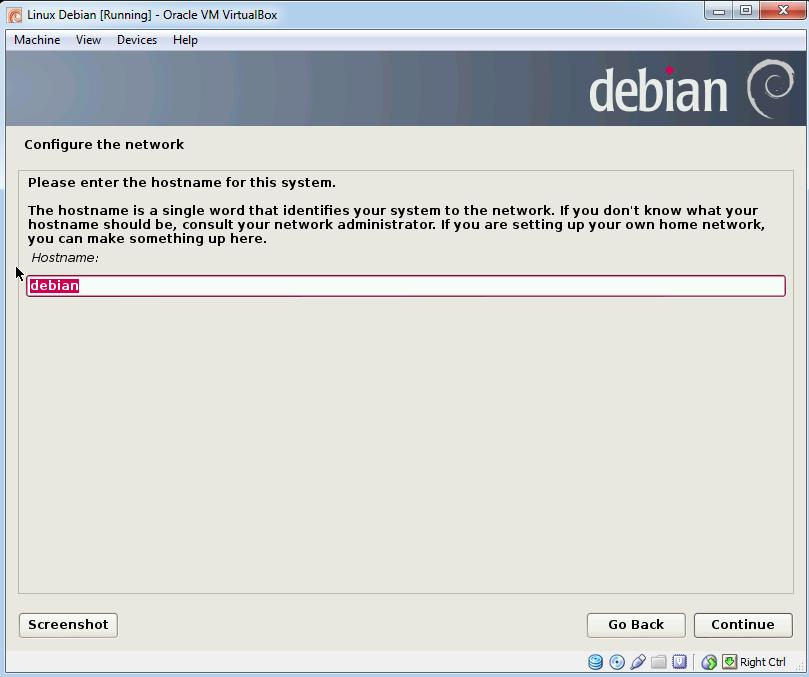 Linux Debian [Running] - Oracle VM VirtualBox
Machine View Devices Help
debian
Configure the network
Please enter the hostname for this system.
The hostname is a single word that identifies your system to the network. If you don't know what your
hostname should be, consult your network administrator. If you are setting up your own home network,
you can make something up here.
Hostname:
debian
Screenshot Go Back Continue
Right Ctrl